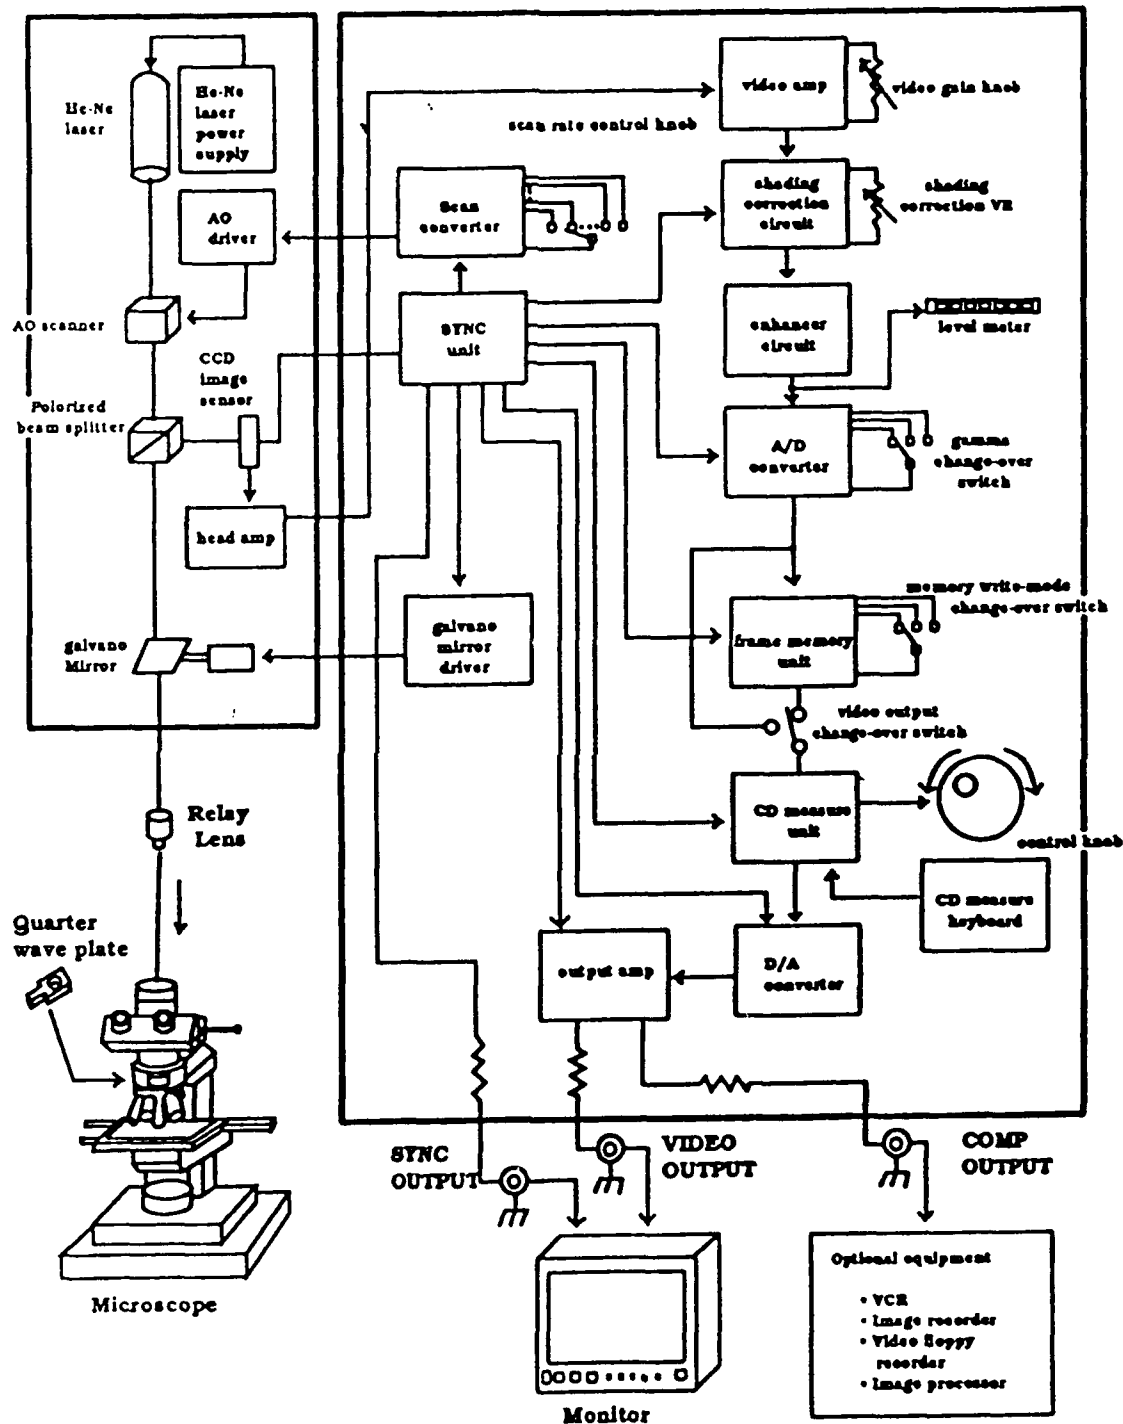 He-Ne
laser
He-Ne
laser
power
supply
AO
driver
AO scanner
CCD
image
sensor
Polorized
beam splitter
head amp
galvano
Mirror
Relay
Lens
Quarter
wave plate
Microscope
scan rate control knob
Scan
converter
SYNC
unit
galvano
mirror
driver
video amp
video gain knob
shading
correction
circuit
shading
correction VR
enhancer
circuit
level meter
A/D
converter
gamma
change-over
switch
memory write-mode
change-over switch
frame memory
unit
video output
change-over switch
CD measure
unit
control knob
CD measure
keyboard
output amp
D/A
converter
SYNC
OUTPUT
VIDEO
OUTPUT
COMP
OUTPUT
Monitor
Optional equipment
• VCR
• Image recorder
• Video floppy
recorder
• Image processor